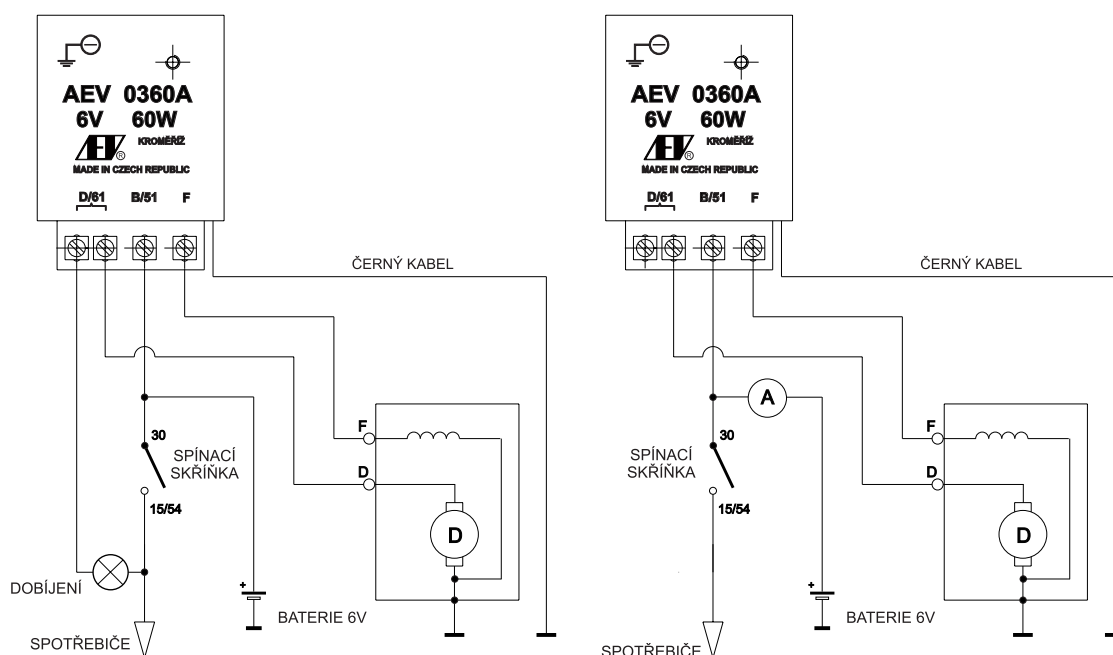 AEV 0360A
6V 60W
AEV ®
KROMĚŘÍŽ
MADE IN CZECH REPUBLIC
D/61 B/51 F
ČERNÝ KABEL
30
SPÍNACÍ
SKŘÍŇKA
15/54
F
D
D
DOBÍJENÍ
+
BATERIE 6V
SPOTŘEBIČE
AEV 0360A
6V 60W
AEV ®
KROMĚŘÍŽ
MADE IN CZECH REPUBLIC
D/61 B/51 F
ČERNÝ KABEL
A
30
SPÍNACÍ
SKŘÍŇKA
15/54
F
D
D
+
BATERIE 6V
SPOTŘEBIČE